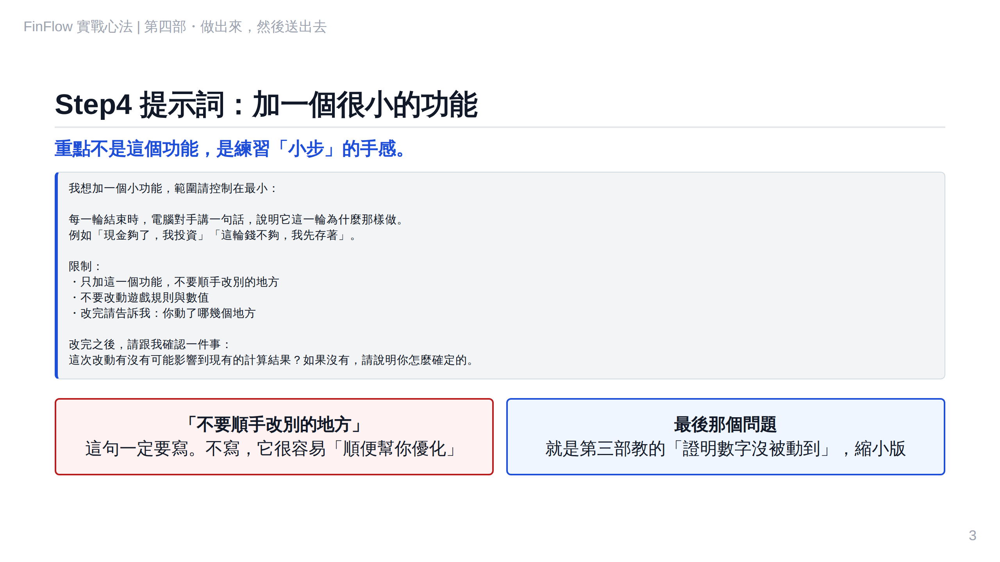 FinFlow 實戰心法 | 第四部・做出來，然後送出去
Step4 提示詞：加一個很小的功能
重點不是這個功能，是練習「小步」的手感。
我想加一個小功能，範圍請控制在最小：
每一輪結束時，電腦對手講一句話，說明它這一輪為什麼那樣做。
例如「現金夠了，我投資」「這輪錢不夠，我先存著」。
限制：
・只加這一個功能，不要順手改別的地方
・不要改動遊戲規則與數值
・改完請告訴我：你動了哪幾個地方
改完之後，請跟我確認一件事：
這次改動有沒有可能影響到現有的計算結果？如果沒有，請說明你怎麼確定的。
「不要順手改別的地方」
這句一定要寫。不寫，它很容易「順便幫你優化」
最後那個問題
就是第三部教的「證明數字沒被動到」，縮小版
3